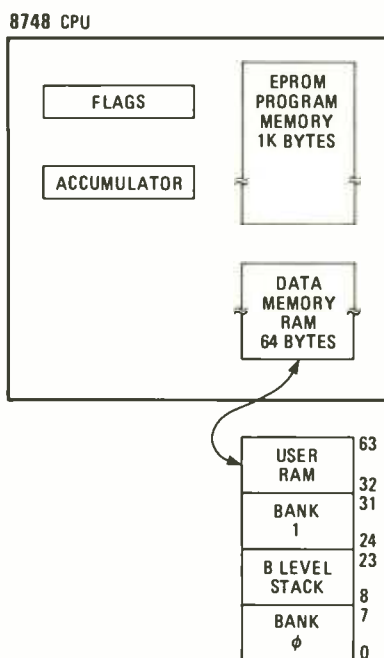 8748 CPU
FLAGS
ACCUMULATOR
EPROM
PROGRAM
MEMORY
1K BYTES
DATA
MEMORY
RAM
64 BYTES
USER
RAM
63
32
BANK
1
31
24
B LEVEL
STACK
23
8
BANK
ϕ
7
0